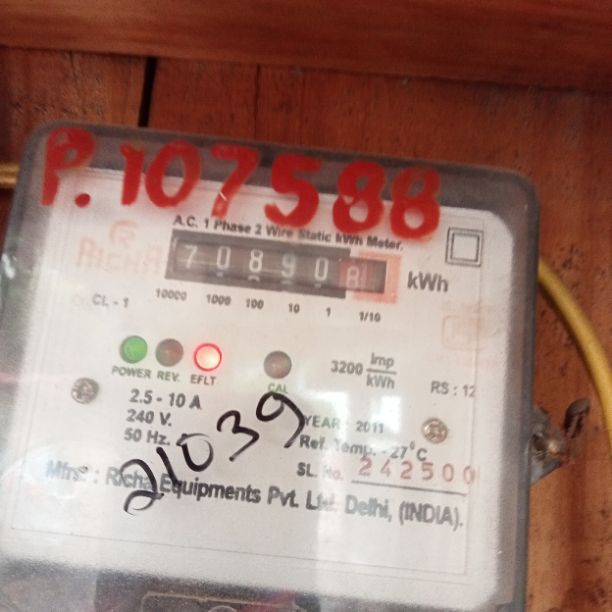 P.107588
A.C. 1 Phase 2 Wire Static kWh Meter.
RICHA
708908 kWh
CL - 1
10000 1000 100 10 1 1/10
POWER REV. EFLT CAL
3200 Imp/kWh
RS : 12
2.5 - 10 A
240 V.
50 Hz.
YEAR : 2011
Ref. Temp. - 27°C
SL. No. 242500
21039
Mfrs. : Richa Equipments Pvt. Ltd. Delhi, (INDIA).